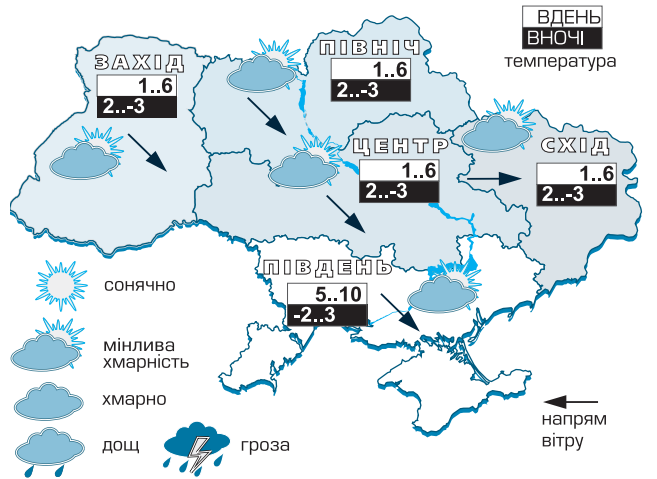 ВДЕНЬ
ВНОЧІ
температура
ЗАХІД
1..6
2..-3
ПІВНІЧ
1..6
2..-3
ЦЕНТР
1..6
2..-3
СХІД
1..6
2..-3
ПІВДЕНЬ
5..10
-2..3
сонячно
мінлива
хмарність
хмарно
дощ
гроза
напрям
вітру